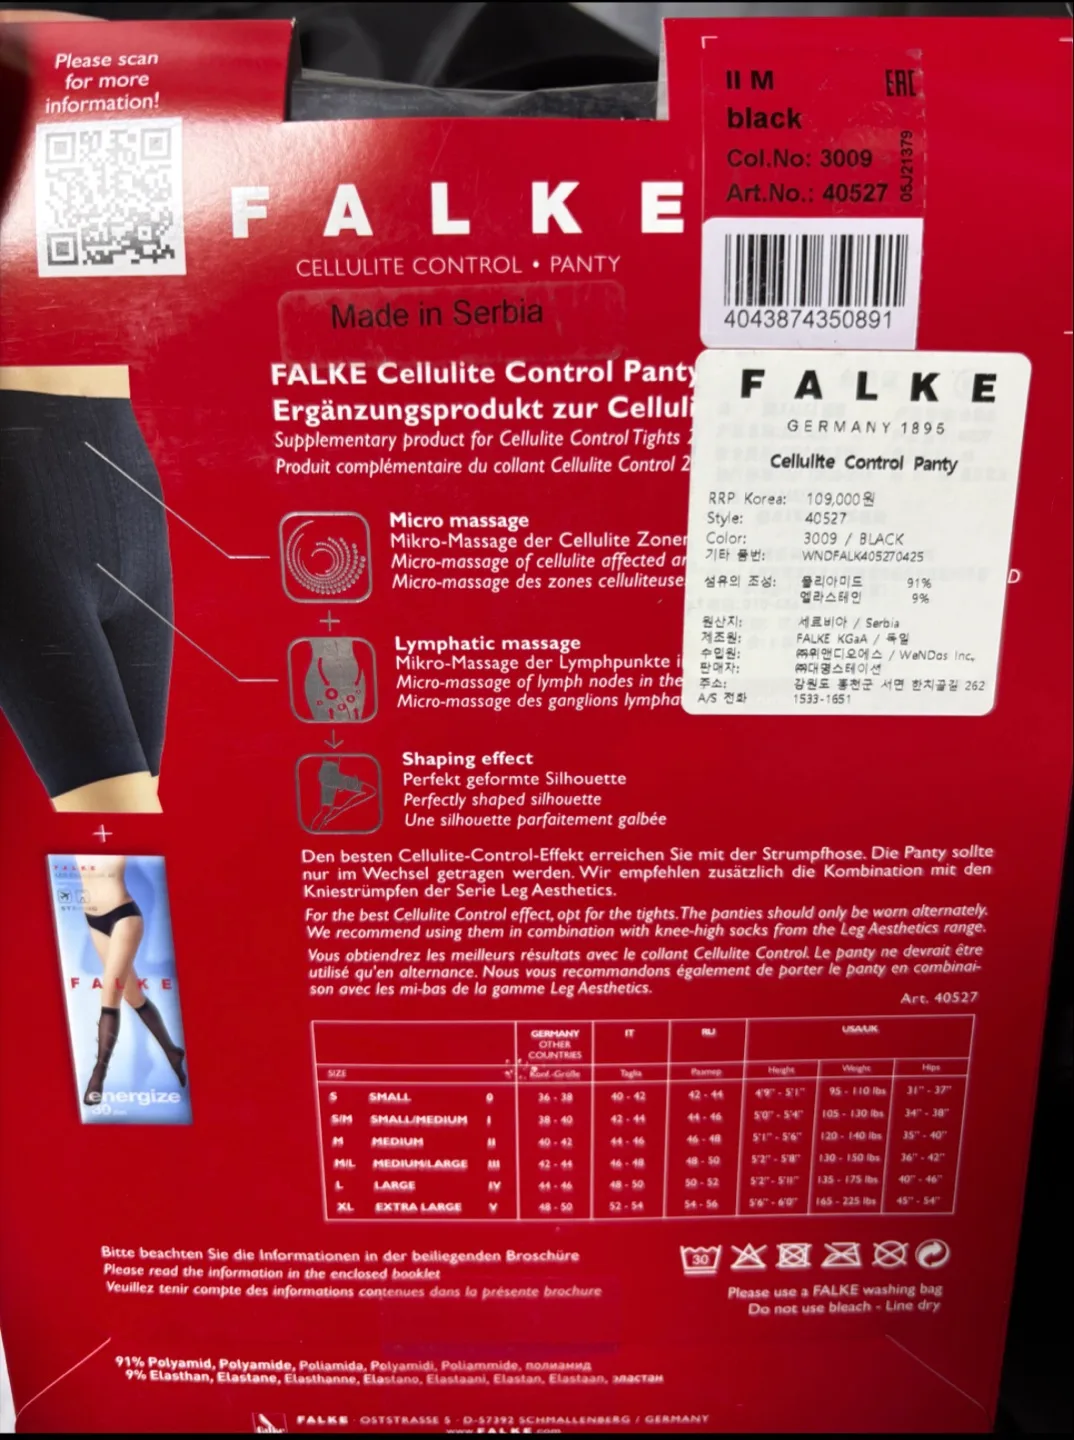 Please scan
for more
information!
II M
EAC
black
Col.No: 3009
Art.No.: 40527
05J21379
4043874350891
FALKE
CELLULITE CONTROL • PANTY
Made in Serbia
FALKE Cellulite Control Panty
Ergänzungsprodukt zur Celluli
Supplementary product for Cellulite Control Tights
Produit complémentaire du collant Cellulite Control 2
FALKE
GERMANY 1895
Cellulite Control Panty
RRP Korea: 109,000원
Style: 40527
Color: 3009 / BLACK
기타 품번: WNDFALK405270425
섬유의 조성: 폴리아미드 91%
엘라스테인 9%
원산지: 세르비아 / Serbia
제조원: FALKE KGaA / 독일
수입원: ㈜위앤디오에스 / WeNDos Inc.
판매자: ㈜대명스테이션
주소: 강원도 홍천군 서면 한치골길 262
A/S 전화 1533-1651
D
Micro massage
Mikro-Massage der Cellulite Zonen
Micro-massage of cellulite affected ar
Micro-massage des zones celluliteuse
+
Lymphatic massage
Mikro-Massage der Lymphpunkte i
Micro-massage of lymph nodes in the
Micro-massage des ganglions lympha
Shaping effect
Perfekt geformte Silhouette
Perfectly shaped silhouette
Une silhouette parfaitement galbée
+
FALKE
energize
30
Den besten Cellulite-Control-Effekt erreichen Sie mit der Strumpfhose. Die Panty sollte
nur im Wechsel getragen werden. Wir empfehlen zusätzlich die Kombination mit den
Kniestrümpfen der Serie Leg Aesthetics.
For the best Cellulite Control effect, opt for the tights. The panties should only be worn alternately.
We recommend using them in combination with knee-high socks from the Leg Aesthetics range.
Vous obtiendrez les meilleurs résultats avec le collant Cellulite Control. Le panty ne devrait être
utilisé qu'en alternance. Nous vous recommandons également de porter le panty en combinai-
son avec les mi-bas de la gamme Leg Aesthetics.
Art. 40527
GERMANY OTHER COUNTRIES IT RU USA/UK
SIZE Konf.-Größe Taglia Размер Height Weight Hips
S SMALL 0 36 - 38 40 - 42 42 - 44 4'9" - 5'1" 95 - 110 lbs 31" - 37"
S/M SMALL/MEDIUM I 38 - 40 42 - 44 44 - 46 5'0" - 5'4" 105 - 130 lbs 34" - 38"
M MEDIUM II 40 - 42 44 - 46 46 - 48 5'1" - 5'6" 120 - 140 lbs 35" - 40"
M/L MEDIUM/LARGE III 42 - 44 46 - 48 48 - 50 5'2" - 5'8" 130 - 150 lbs 36" - 42"
L LARGE IV 44 - 46 48 - 50 50 - 52 5'2" - 5'11" 135 - 175 lbs 40" - 46"
XL EXTRA LARGE V 48 - 50 52 - 54 54 - 56 5'6" - 6'0" 165 - 225 lbs 45" - 54"
Bitte beachten Sie die Informationen in der beiliegenden Broschüre
Please read the information in the enclosed booklet
Veuillez tenir compte des informations contenues dans la présente brochure
30
Please use a FALKE washing bag
Do not use bleach - Line dry
91% Polyamid, Polyamide, Poliamida, Polyamidi, Poliammide, полиамид
9% Elasthan, Elastane, Elasthanne, Elastano, Elastaani, Elastan, Elastaan, эластан
FALKE · OSTSTRASSE 5 · D-57392 SCHMALLENBERG / GERMANY
www.FALKE.com